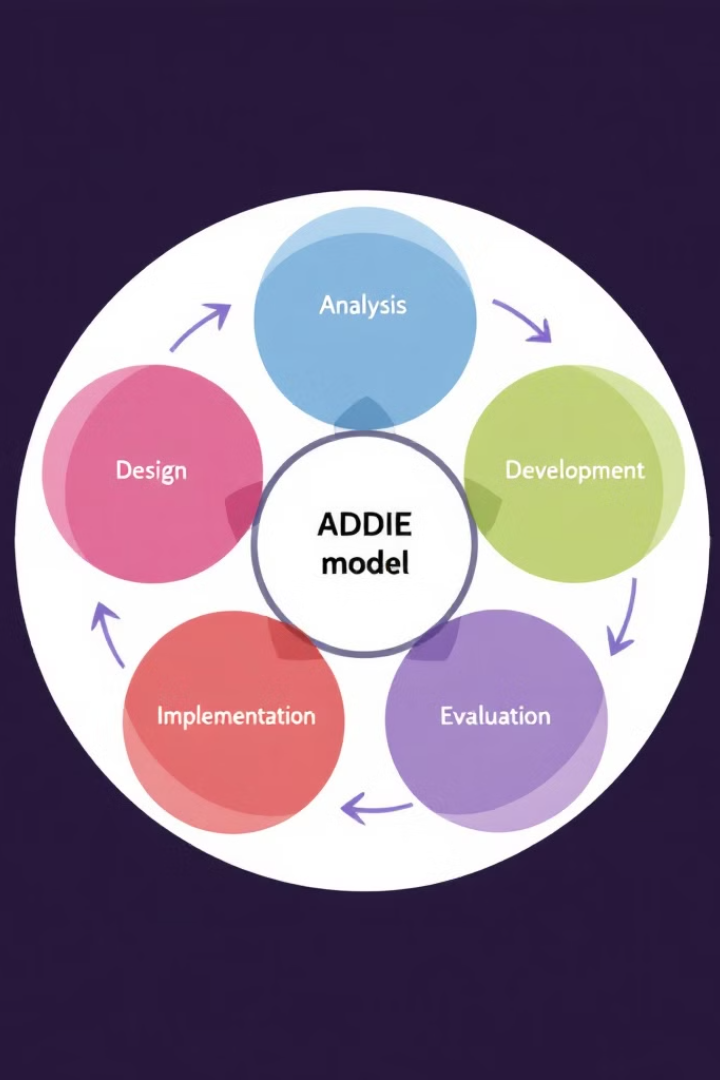 Analysis
Design
Development
ADDIE
model
Implementation
Evaluation